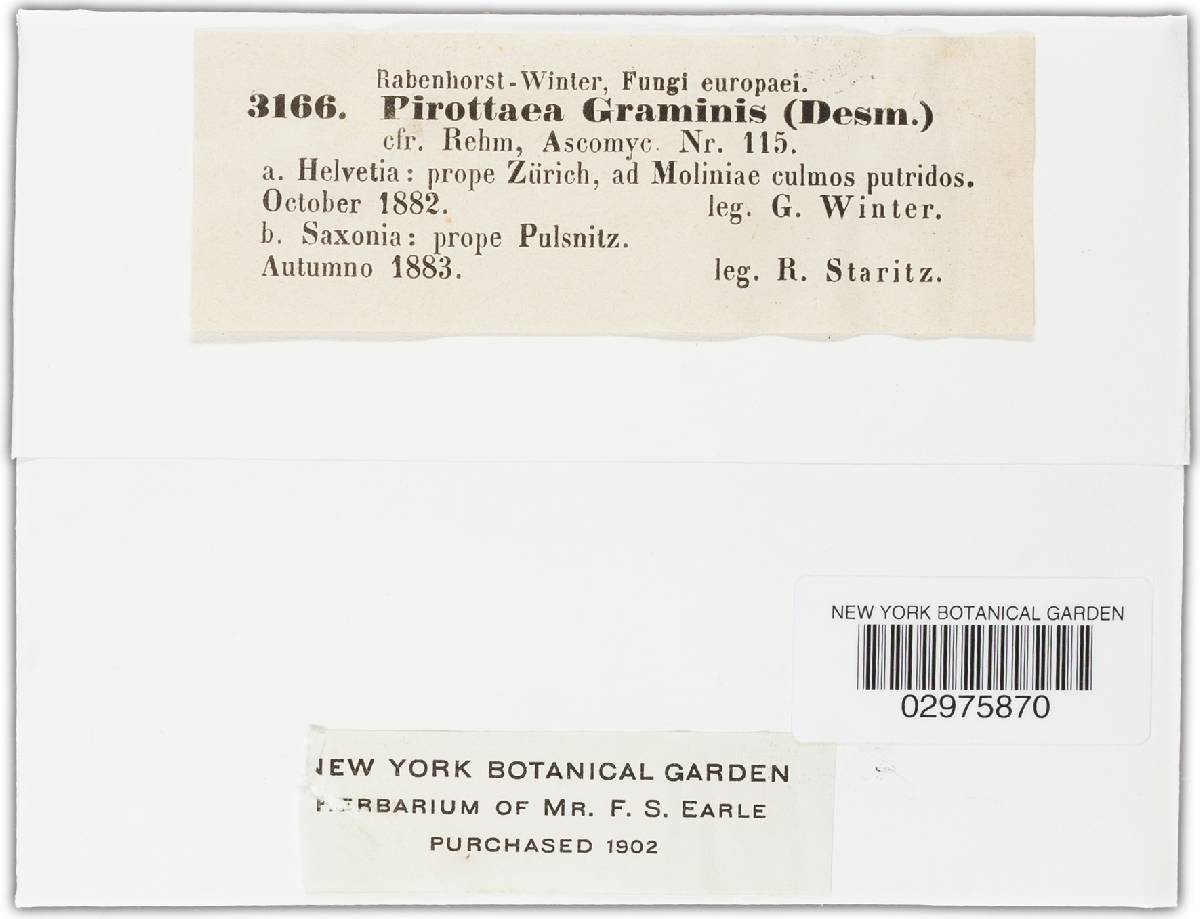 Rabenhorst-Winter, Fungi europaei.
3166. Pirottaea Graminis (Desm.)
cfr. Rehm, Ascomyc. Nr. 115.
a. Helvetia: prope Zürich, ad Moliniae culmos putridos.
October 1882. leg. G. Winter.
b. Saxonia: prope Pulsnitz.
Autumno 1883. leg. R. Staritz.
NEW YORK BOTANICAL GARDEN
02975870
NEW YORK BOTANICAL GARDEN
HERBARIUM OF MR. F. S. EARLE
PURCHASED 1902